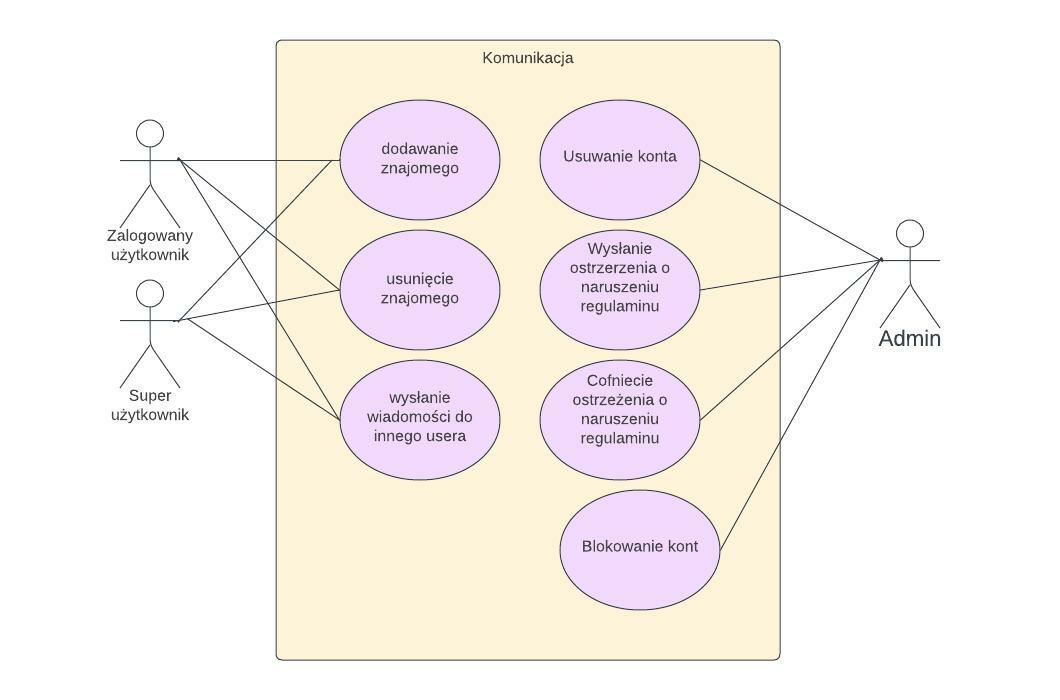 Komunikacja
dodawanie
znajomego
Usuwanie konta
Zalogowany
użytkownik
usunięcie
znajomego
Wysłanie
ostrzerzenia o
naruszeniu
regulaminu
Admin
Super
użytkownik
wysłanie
wiadomości do
innego usera
Cofniecie
ostrzeżenia o
naruszeniu
regulaminu
Blokowanie kont